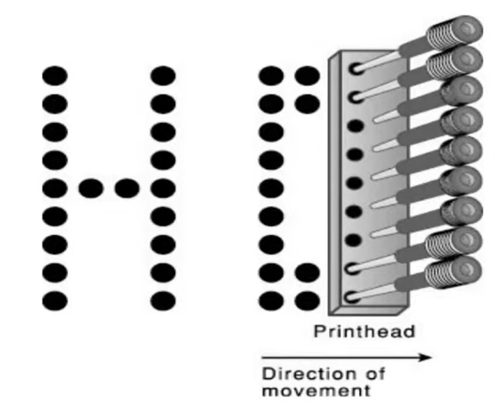 Printhead
Direction of
movement